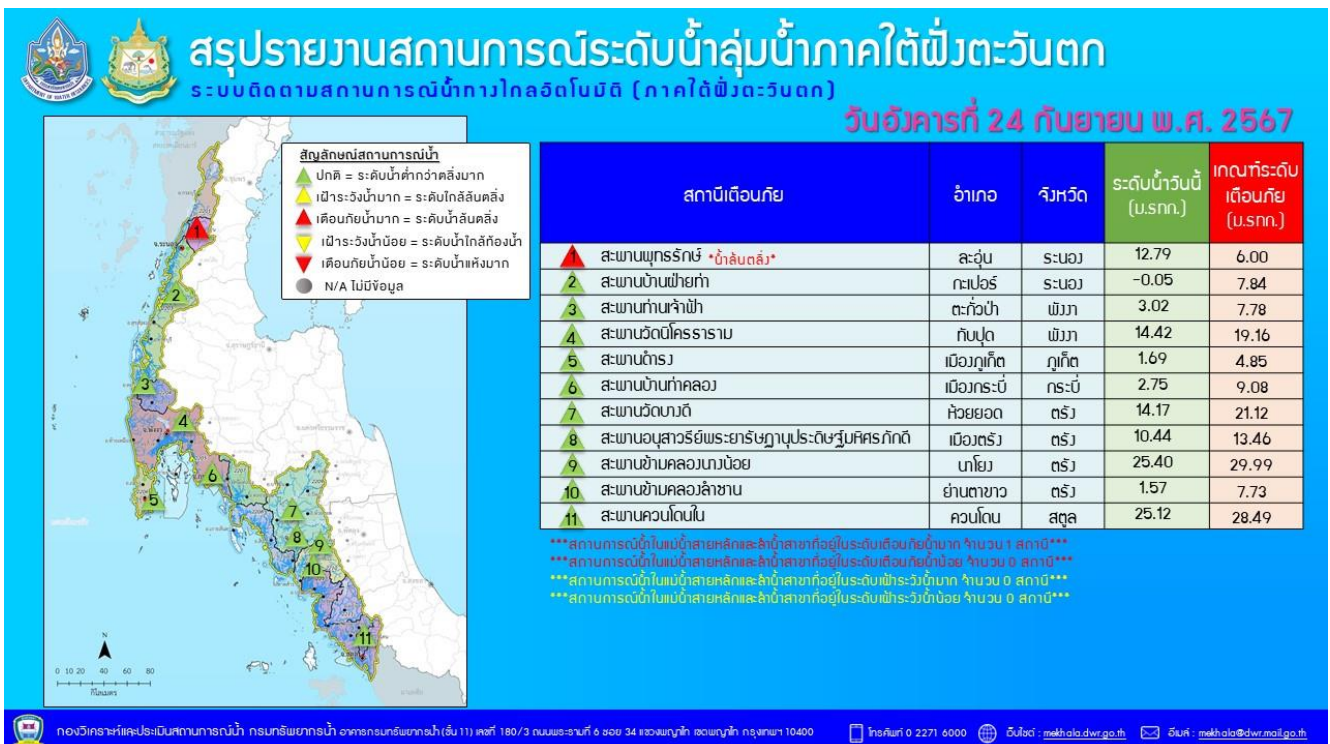 สรุปรายงานสถานการณ์ระดับน้ำลุ่มน้ำภาคใต้ฝั่งตะวันตก
ระบบติดตามสถานการณ์น้ำทางไกลอัตโนมัติ (ภาคใต้ฝั่งตะวันตก)
วันอังคารที่ 24 กันยายน พ.ศ. 2567
สัญลักษณ์สถานการณ์น้ำ
ปกติ = ระดับน้ำต่ำกว่าตลิ่งมาก
เฝ้าระวังน้ำมาก = ระดับใกล้ล้นตลิ่ง
เตือนภัยน้ำมาก = ระดับน้ำล้นตลิ่ง
เฝ้าระวังน้ำน้อย = ระดับน้ำใกล้ท้องน้ำ
เตือนภัยน้ำน้อย = ระดับน้ำแห้งมาก
N/A ไม่มีข้อมูล
1
2
3
4
5
6
7
8
9
10
11
N
0 10 20 40 60 80
กิโลเมตร
สถานีเตือนภัย อำเภอ จังหวัด ระดับน้ำวันนี้ (ม.รทก.) เกณฑ์ระดับเตือนภัย (ม.รทก.)
1 สะพานพุทธรักษ์ *น้ำล้นตลิ่ง* ละอุ่น ระนอง 12.79 6.00
2 สะพานบ้านฝ่ายท่า กะเปอร์ ระนอง -0.05 7.84
3 สะพานท่านเจ้าฟ้า ตะกั่วป่า พังงา 3.02 7.78
4 สะพานวัดนิโครธาราม ทับปุด พังงา 14.42 19.16
5 สะพานดำรง เมืองภูเก็ต ภูเก็ต 1.69 4.85
6 สะพานบ้านท่าคลอง เมืองกระบี่ กระบี่ 2.75 9.08
7 สะพานวัดบางดี ห้วยยอด ตรัง 14.17 21.12
8 สะพานอนุสาวรีย์พระยารัษฎานุประดิษฐ์มหิศรภักดี เมืองตรัง ตรัง 10.44 13.46
9 สะพานข้ามคลองนางน้อย นาโยง ตรัง 25.40 29.99
10 สะพานข้ามคลองลำชาน ย่านตาขาว ตรัง 1.57 7.73
11 สะพานควนโดนใน ควนโดน สตูล 25.12 28.49
***สถานการณ์น้ำในแม่น้ำสายหลักและลำน้ำสาขาที่อยู่ในระดับเตือนภัยน้ำมาก จำนวน 1 สถานี***
***สถานการณ์น้ำในแม่น้ำสายหลักและลำน้ำสาขาที่อยู่ในระดับเตือนภัยน้ำน้อย จำนวน 0 สถานี***
***สถานการณ์น้ำในแม่น้ำสายหลักและลำน้ำสาขาที่อยู่ในระดับเฝ้าระวังน้ำมาก จำนวน 0 สถานี***
***สถานการณ์น้ำในแม่น้ำสายหลักและลำน้ำสาขาที่อยู่ในระดับเฝ้าระวังน้ำน้อย จำนวน 0 สถานี***
กองวิเคราะห์และประเมินสถานการณ์น้ำ กรมทรัพยากรน้ำ อาคารกรมทรัพยากรน้ำ (ชั้น 11) เลขที่ 180/3 ถนนพระรามที่ 6 ซอย 34 แขวงพญาไท เขตพญาไท กรุงเทพฯ 10400 โทรศัพท์ 0 2271 6000 เว็บไซต์ : mekhala.dwr.go.th อีเมล์ : mekhala@dwr.mail.go.th